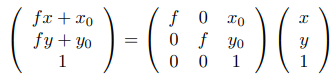 fx + x₀ f 0 x₀ x
fy + y₀ = 0 f y₀ y
1 0 0 1 1